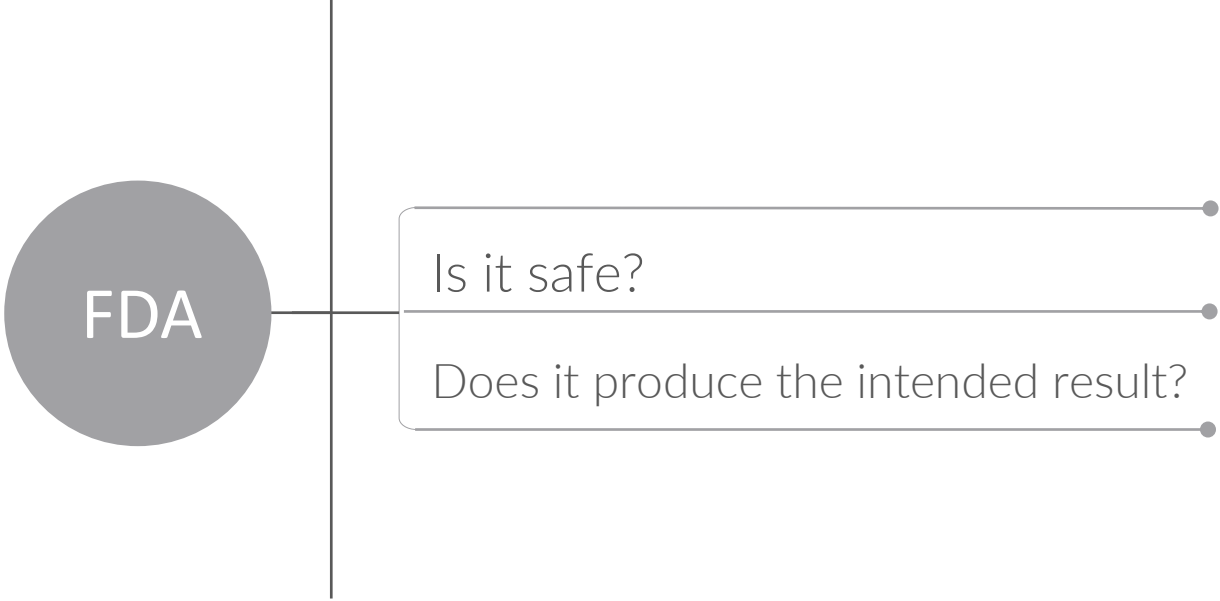 FDA
Is it safe?
Does it produce the intended result?